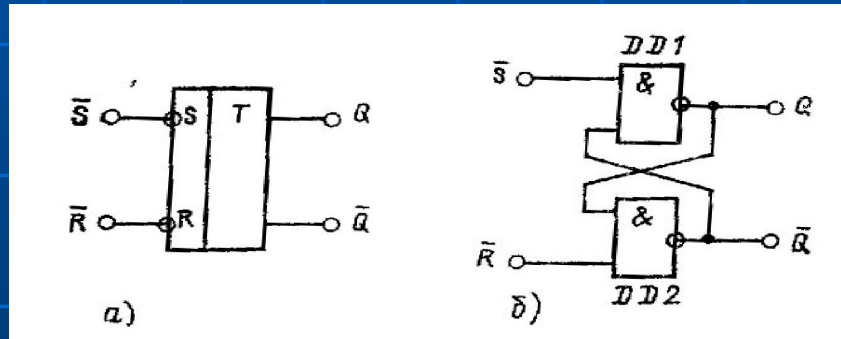 S̅ S T Q
R̅ R Q̅
а)
DD1
S̅ & Q
& Q̅
R̅
DD2
б)